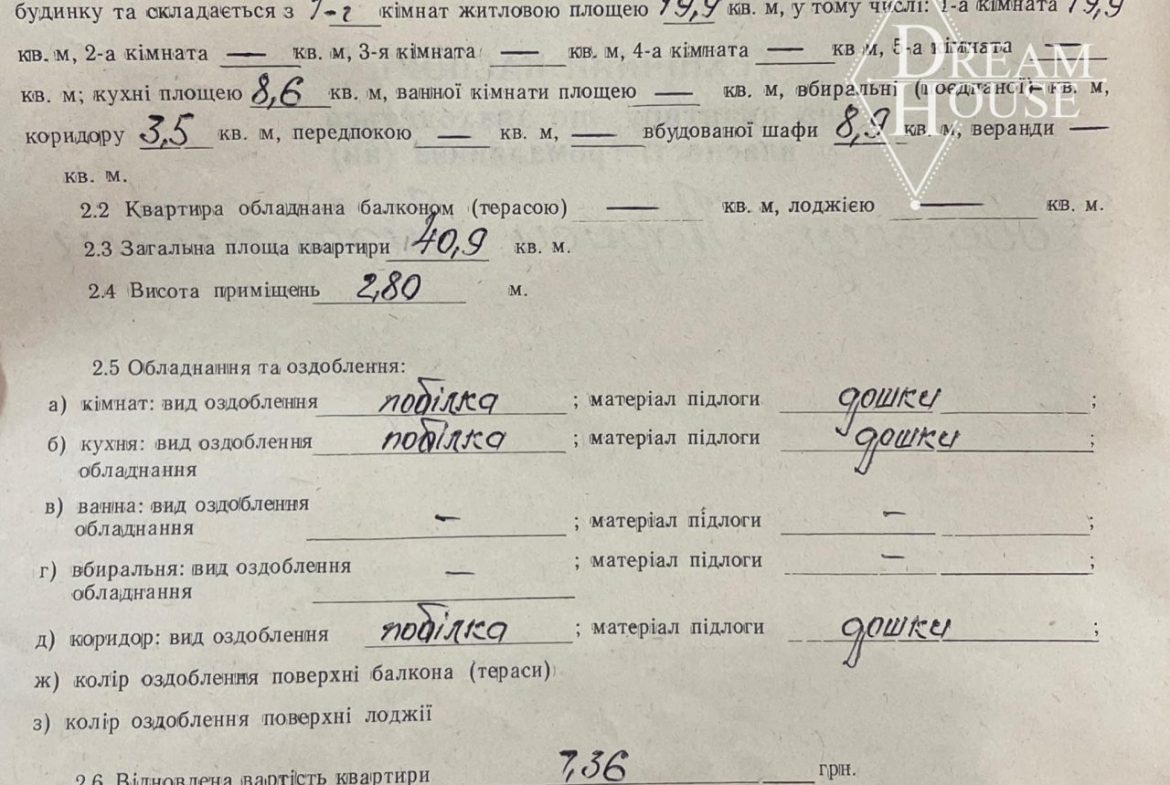 будинку та складається з 1-ї кімнат житловою площею 19,9 кв. м, у тому числі: 1-а кімната 19,9
кв. м, 2-а кімната — кв. м, 3-я кімната — кв. м, 4-а кімната — кв м, 5-а кімната —
кв. м; кухні площею 8,6 кв. м, ванної кімнати площею — кв. м, вбиральні (поєднаної) — кв. м,
коридору 3,5 кв. м, передпокою — кв. м, — вбудованої шафи 8,9 кв. м, веранди —
кв. м.
DREAM
HOUSE
2.2 Квартира обладнана балконом (терасою) — кв. м, лоджією — кв. м.
2.3 Загальна площа квартири 40,9 кв. м.
2.4 Висота приміщень 2,80 м.
2.5 Обладнання та оздоблення:
а) кімнат: вид оздоблення побілка ; матеріал підлоги дошки ;
б) кухня: вид оздоблення побілка ; матеріал підлоги дошки ;
обладнання
в) ванна: вид оздоблення
обладнання — ; матеріал підлоги — ;
г) вбиральня: вид оздоблення — ; матеріал підлоги — ;
обладнання
д) коридор: вид оздоблення побілка ; матеріал підлоги дошки ;
ж) колір оздоблення поверхні балкона (тераси)
з) колір оздоблення поверхні лоджії
2.6 Відновлена вартість квартири 7,36 грн.